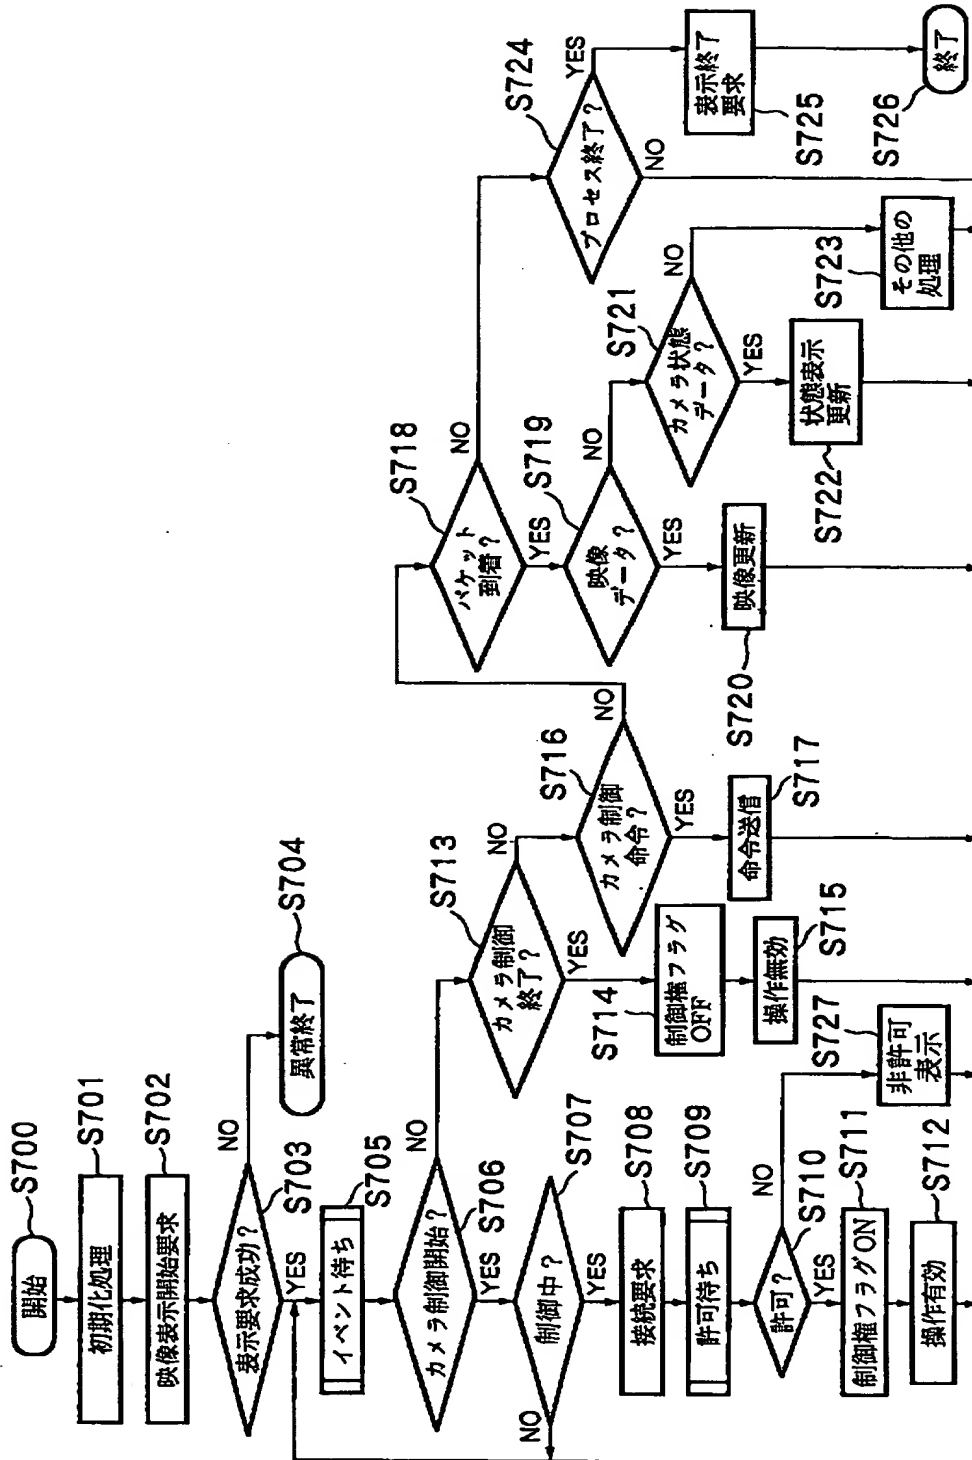 開始
S700
初期化処理
S701
映像表示開始要求
S702
表示要求成功？
S703
NO
異常終了
S704
YES
イベント待ち
S705
カメラ制御開始？
S706
NO
YES
制御中？
S707
NO
YES
接続要求
S708
許可待ち
S709
許可？
S710
NO
YES
制御権フラグON
S711
操作有効
S712
非許可
表示
S727
カメラ制御
終了？
S713
NO
YES
制御権フラグ
OFF
S714
操作無効
S715
カメラ制御
命令？
S716
NO
YES
命令送信
S717
パケット
到着？
S718
NO
YES
映像
データ？
S719
NO
YES
映像更新
S720
カメラ状態
データ？
S721
NO
YES
状態表示
更新
S722
その他の
処理
S723
プロセス終了？
S724
YES
NO
表示終了
要求
S725
終了
S726